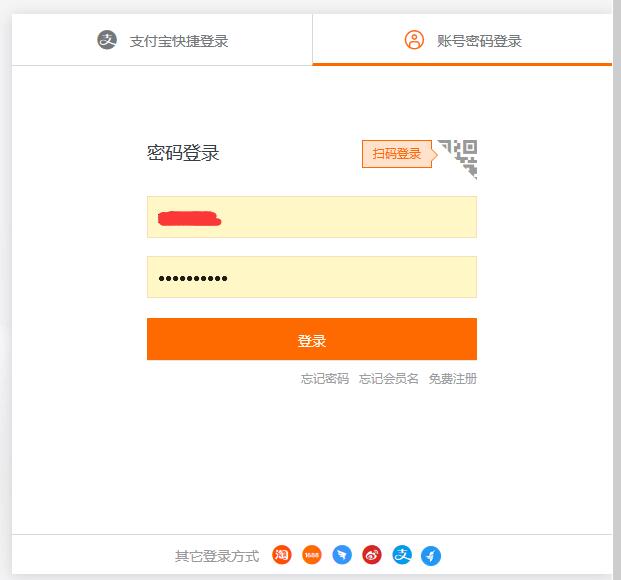 支付宝快捷登录
账号密码登录
密码登录
扫码登录
••••••••••
登录
忘记密码 忘记会员名 免费注册
其它登录方式 淘 1688 支